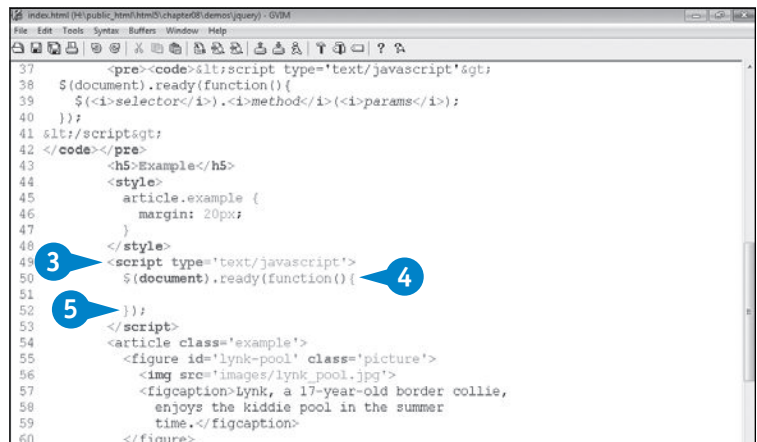 index.html (H:\public_html\html5\chapter08\demos\jquery) - GVIM
File Edit Tools Syntax Buffers Window Help
37 <pre><code>&lt;script type='text/javascript'&gt;
38 $(document).ready(function(){
39 $(<i>selector</i>).<i>method</i>(<i>params</i>);
40 });
41 &lt;/script&gt;
42 </code></pre>
43 <h5>Example</h5>
44 <style>
45 article.example {
46 margin: 20px;
47 }
48 </style>
49 3 <script type='text/javascript'>
50 $(document).ready(function(){ 4
51
52 5 });
53 </script>
54 <article class='example'>
55 <figure id='lynk-pool' class='picture'>
56 <img src='images/lynk_pool.jpg'>
57 <figcaption>Lynk, a 17-year-old border collie,
58 enjoys the kiddie pool in the summer
59 time.</figcaption>
60 </figure>